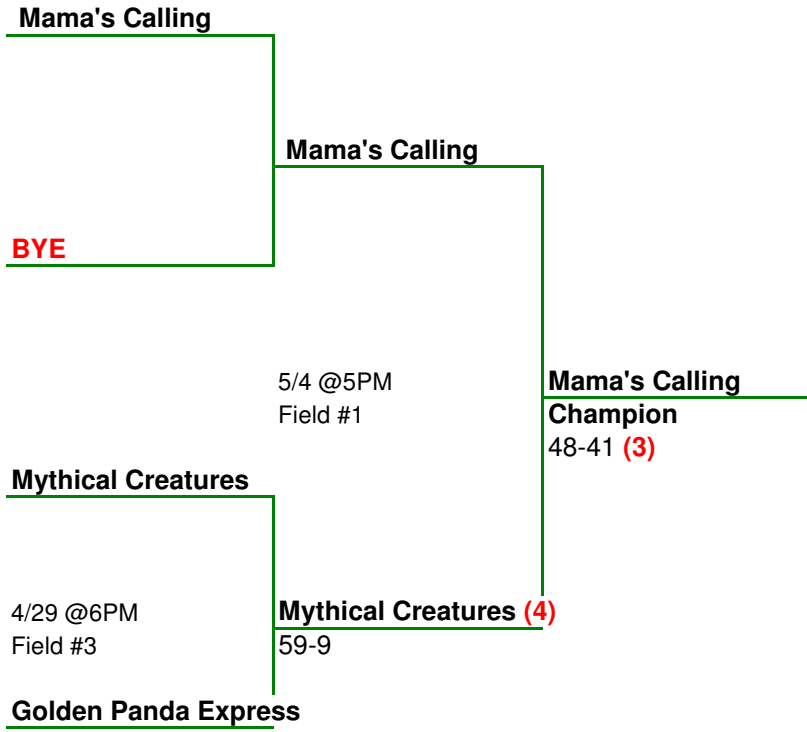 Mama's Calling
Mama's Calling
BYE
5/4 @5PM
Field #1
Mama's Calling
Champion
48-41 (3)
Mythical Creatures
4/29 @6PM
Field #3
Mythical Creatures (4)
59-9
Golden Panda Express